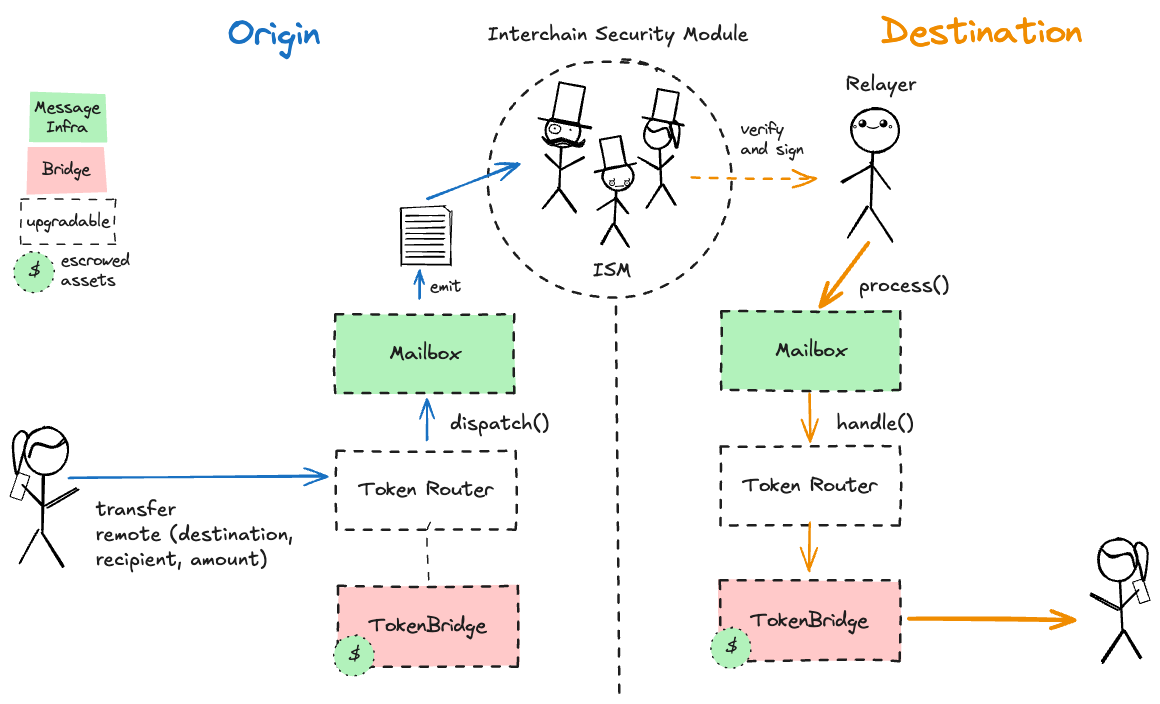 Origin
Interchain Security Module
Destination
Message
Infra
Bridge
upgradable
$
escrowed
assets
ISM
verify
and sign
Relayer
emit
process()
Mailbox
Mailbox
dispatch()
handle()
Token Router
Token Router
transfer
remote (destination,
recipient, amount)
TokenBridge
$
TokenBridge
$